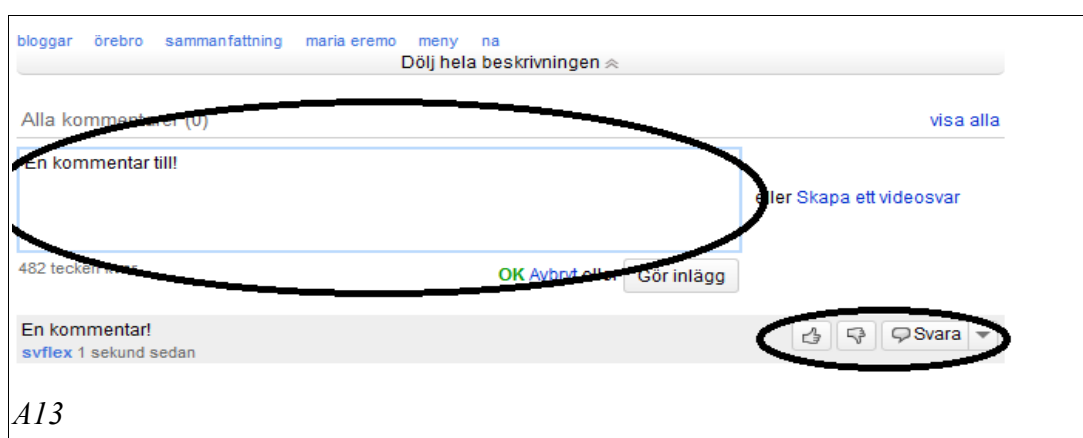 bloggar örebro sammanfattning maria eremo meny na
Dölj hela beskrivningen
Alla kommentarer (0)
visa alla
En kommentar till!
eller Skapa ett videosvar
482 tecken
OK Avbryt eller Gör inlägg
En kommentar!
Svara
svflex 1 sekund sedan
A13